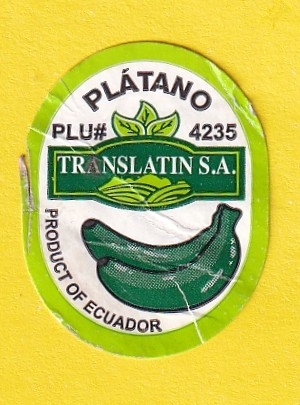 PLÁTANO
PLU# 4235
TRANSLATIN S.A.
PRODUCT OF ECUADOR